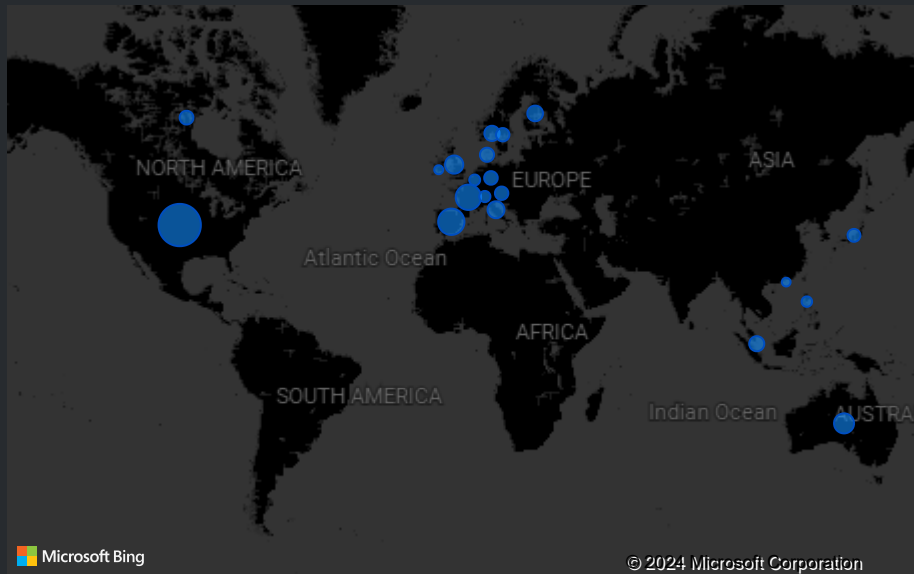 NORTH AMERICA
EUROPE
ASIA
Atlantic Ocean
AFRICA
SOUTH AMERICA
Indian Ocean
AUSTRA
Microsoft Bing
© 2024 Microsoft Corporation